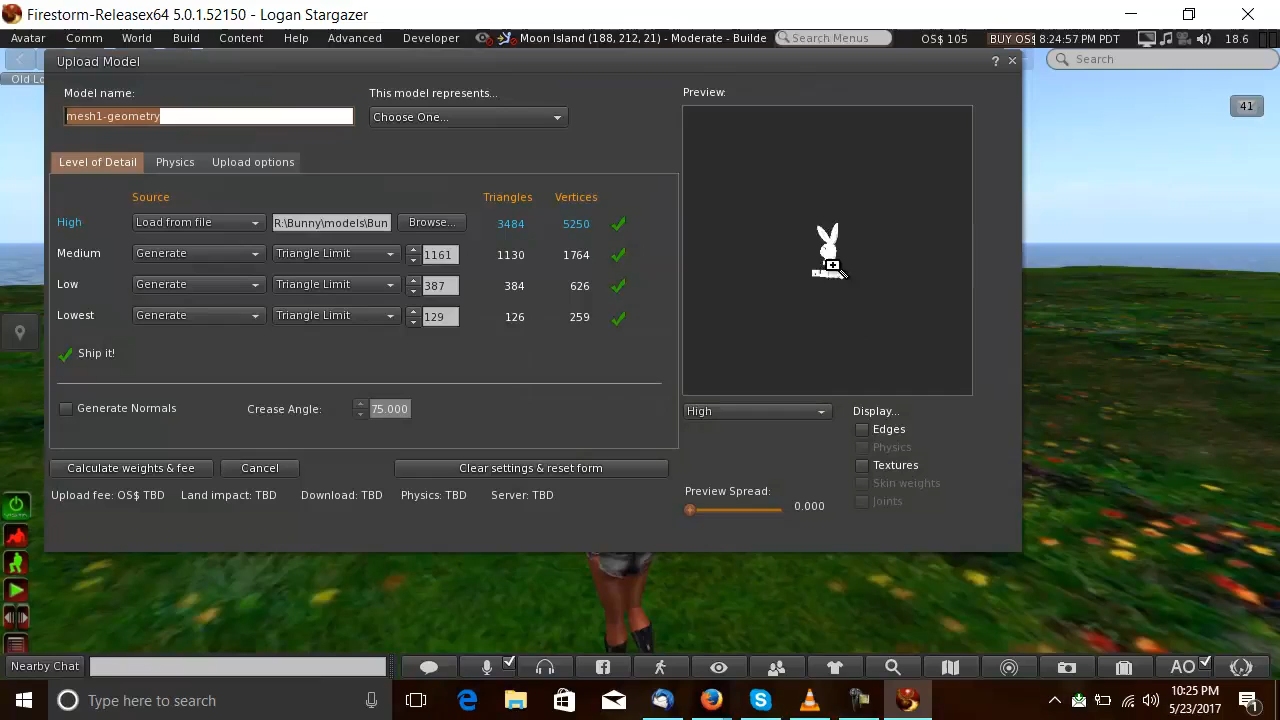 Firestorm-Releasex64 5.0.1.52150 - Logan Stargazer
Avatar Comm World Build Content Help Advanced Developer Moon Island (188, 212, 21) - Moderate - Builde Search Menus OS$ 105 BUY OS$ 8:24:57 PM PDT 18.6
Upload Model ? ×
Search
Old Lo
41
Model name:
This model represents...
Preview:
mesh1-geometry
Choose One...
Level of Detail Physics Upload options
Source Triangles Vertices
High Load from file R:\Bunny\models\Bun Browse... 3484 5250
Medium Generate Triangle Limit 1161 1130 1764
Low Generate Triangle Limit 387 384 626
Lowest Generate Triangle Limit 129 126 259
Ship it!
Generate Normals Crease Angle: 75.000
High
Display...
Edges
Physics
Textures
Skin weights
Joints
Calculate weights & fee Cancel Clear settings & reset form
Upload fee: OS$ TBD Land impact: TBD Download: TBD Physics: TBD Server: TBD
Preview Spread:
0.000
Nearby Chat
AO
Type here to search
10:25 PM
5/23/2017
1